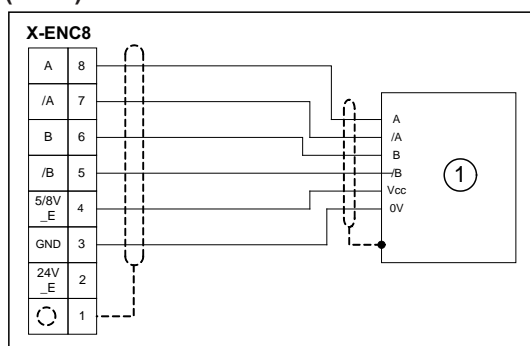 X-ENC8
A 8
/A 7
B 6
/B 5
5/8V
_E 4
GND 3
24V
_E 2
1
A
/A
B
/B
Vcc
0V
1